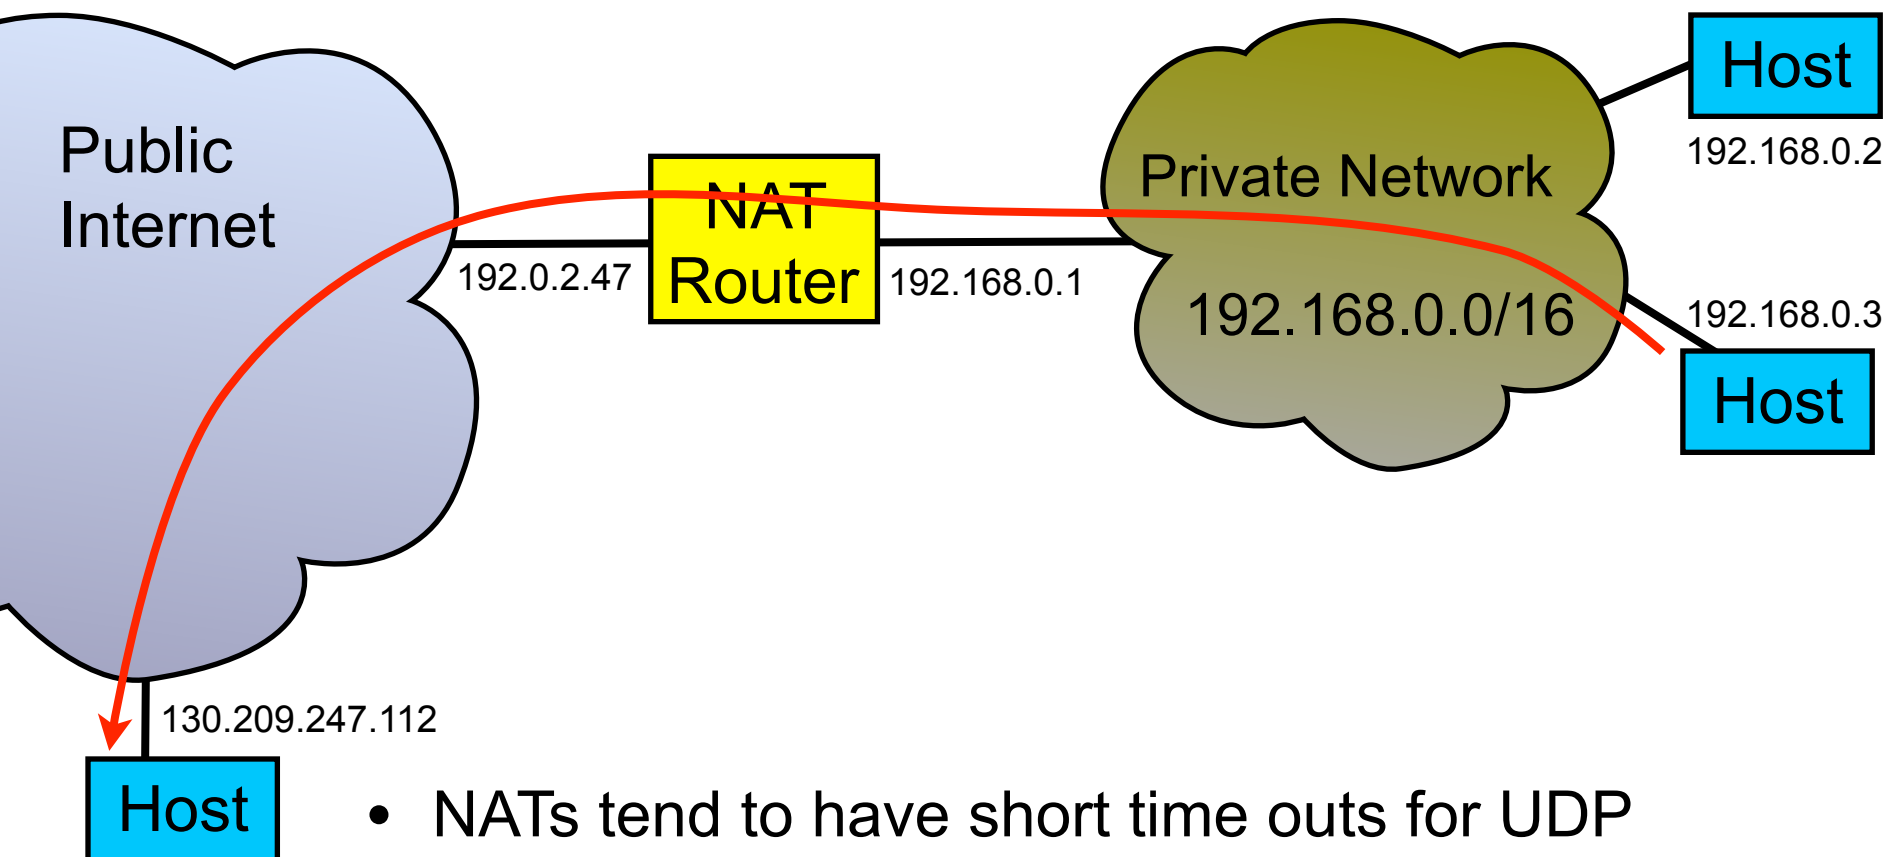 Host
192.168.0.2
Public
Internet
NAT
Router
Private Network
192.168.0.0/16
192.0.2.47
192.168.0.1
192.168.0.3
Host
130.209.247.112
Host
• NATs tend to have short time outs for UDP